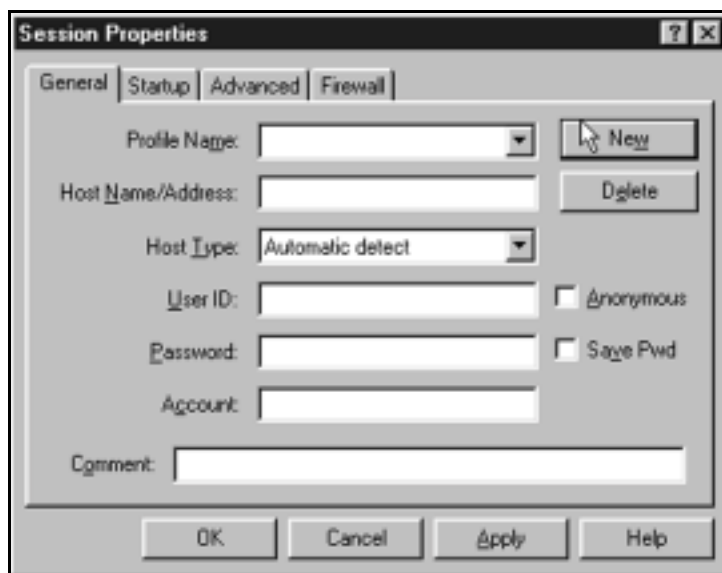 Session Properties
? X
General Startup Advanced Firewall
Profile Name: New
Host Name/Address: Delete
Host Type: Automatic detect
User ID: Anonymous
Password: Save Pwd
Account:
Comment:
OK Cancel Apply Help